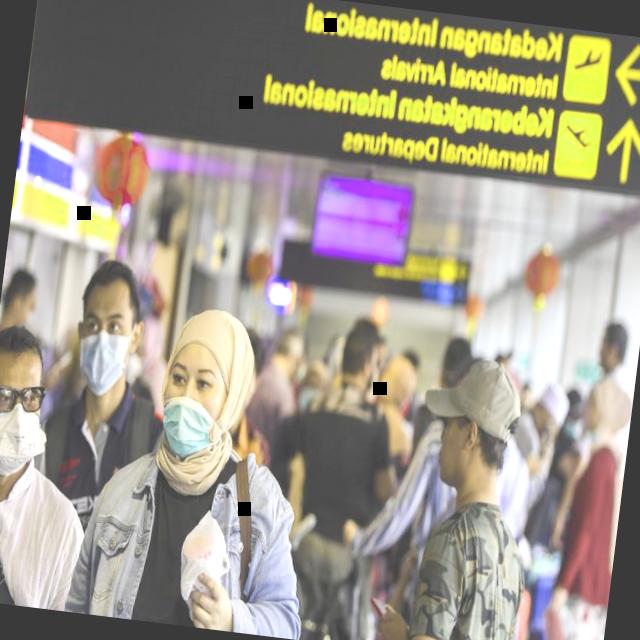 Kedatangan Internasional
International Arrivals
Keberangkatan Internasional
International Departures